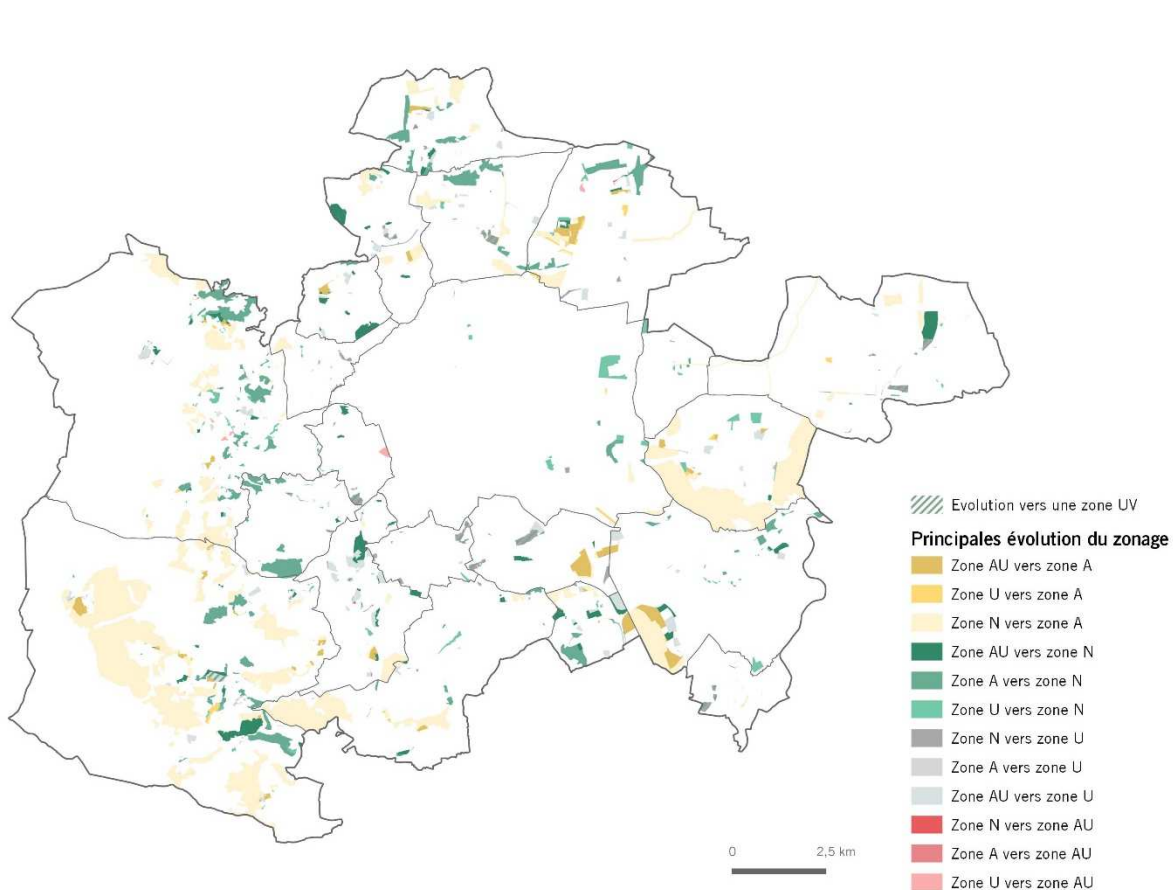 Evolution vers une zone UV
Principales évolution du zonage
Zone AU vers zone A
Zone U vers zone A
Zone N vers zone A
Zone AU vers zone N
Zone A vers zone N
Zone U vers zone N
Zone N vers zone U
Zone A vers zone U
Zone AU vers zone U
Zone N vers zone AU
Zone A vers zone AU
Zone U vers zone AU
0 2,5 km